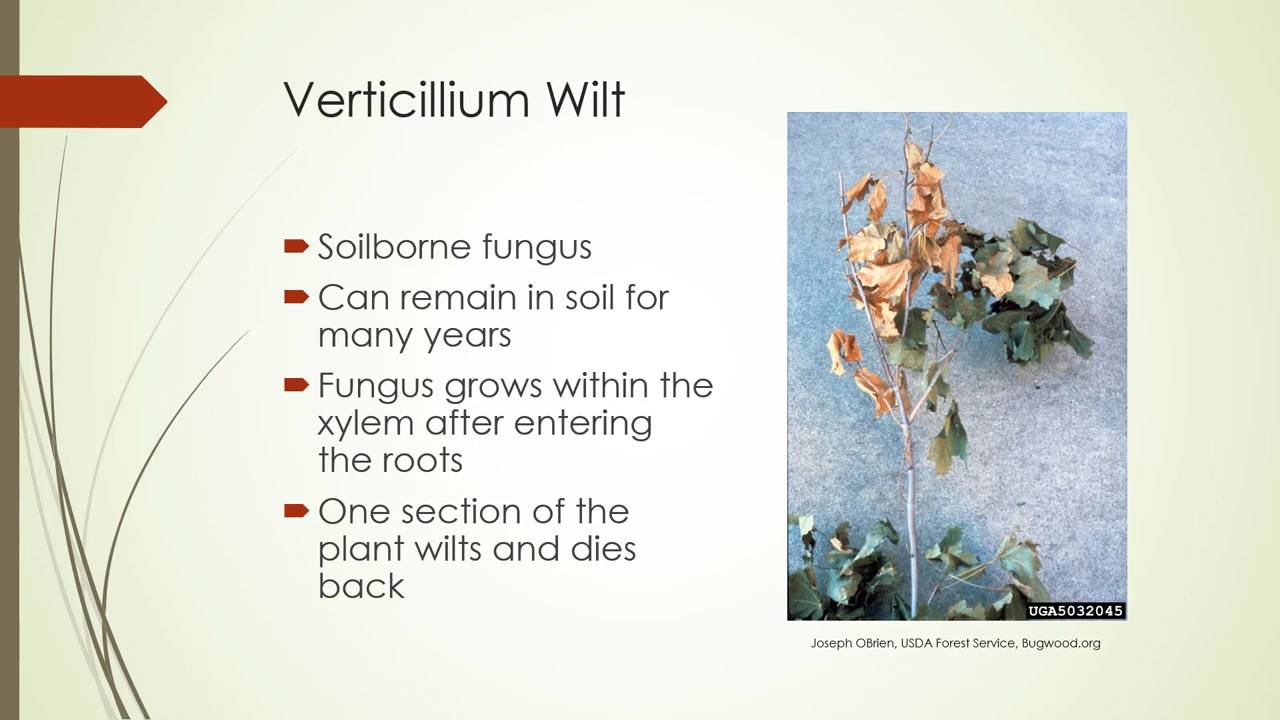 Verticillium Wilt
Soilborne fungus
Can remain in soil for
many years
Fungus grows within the
xylem after entering
the roots
One section of the
plant wilts and dies
back
UGA5032045
Joseph OBrien, USDA Forest Service, Bugwood.org